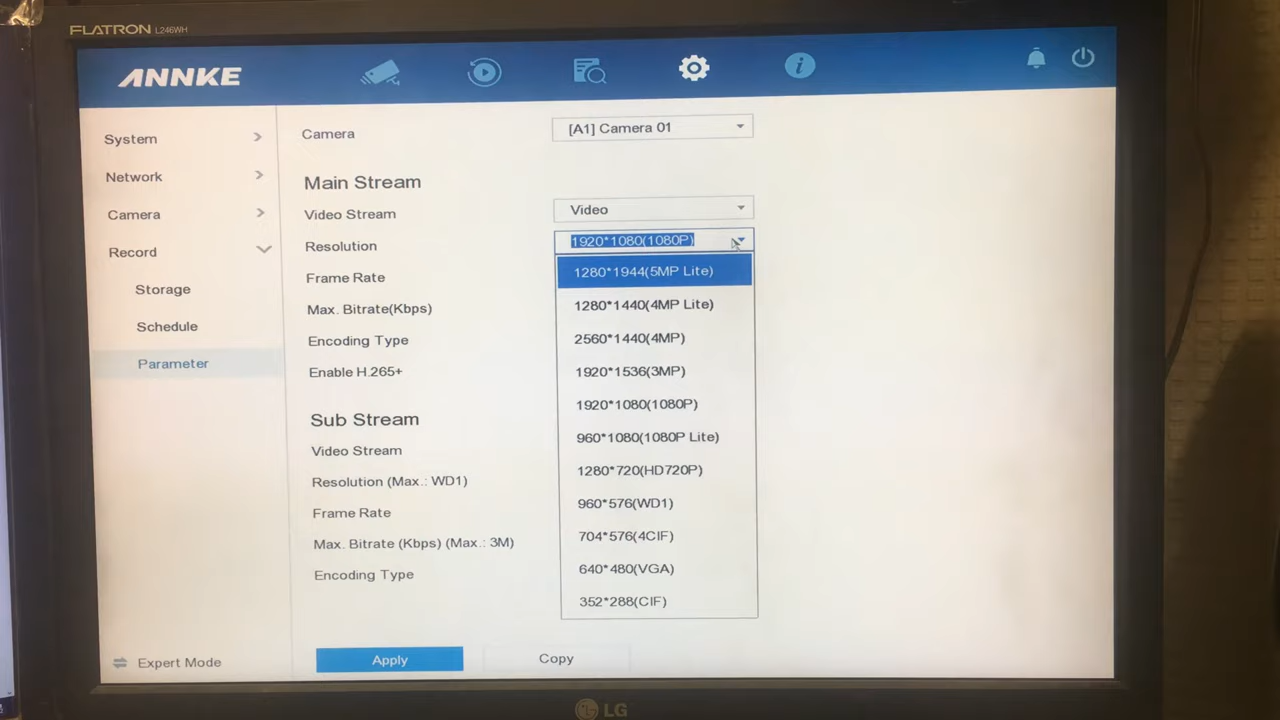 FLATRON L246WH
ANNKE
System
Network
Camera
Record
Storage
Schedule
Parameter
Expert Mode
Camera [A1] Camera 01
Main Stream
Video Stream Video
Resolution 1920*1080(1080P)
Frame Rate
Max. Bitrate(Kbps)
Encoding Type
Enable H.265+
1280*1944(5MP Lite)
1280*1440(4MP Lite)
2560*1440(4MP)
1920*1536(3MP)
1920*1080(1080P)
960*1080(1080P Lite)
1280*720(HD720P)
960*576(WD1)
704*576(4CIF)
640*480(VGA)
352*288(CIF)
Sub Stream
Video Stream
Resolution (Max.: WD1)
Frame Rate
Max. Bitrate (Kbps) (Max.: 3M)
Encoding Type
Apply Copy
LG